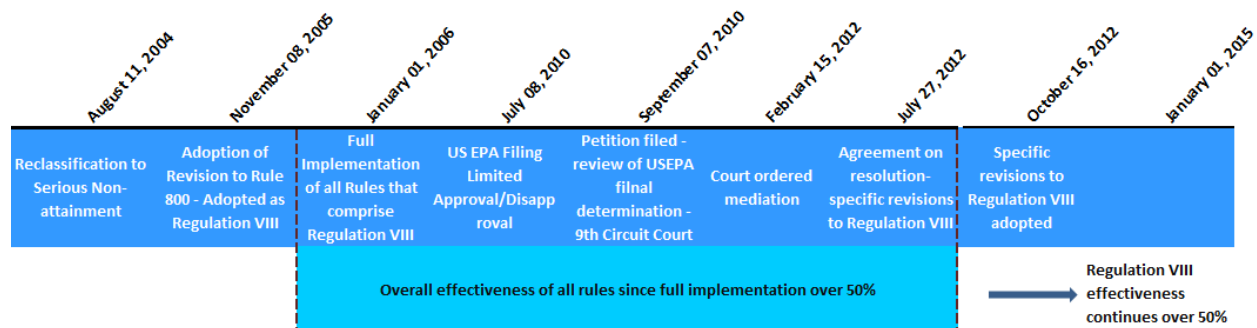 August 11, 2004
November 08, 2005
January 01, 2006
July 08, 2010
September 07, 2010
February 15, 2012
July 27, 2012
October 16, 2012
January 01, 2015
Reclassification to
Serious Non-
attainment
Adoption of
Revision to Rule
800 - Adopted as
Regulation VIII
Full
Implementation
of all Rules that
comprise
Regulation VIII
US EPA Filing
Limited
Approval/Disapp
roval
Petition filed -
review of USEPA
filnal
determination -
9th Circuit Court
Court ordered
mediation
Agreement on
resolution-
specific revisions
to Regulation VIII
Specific
revisions to
Regulation VIII
adopted
Overall effectiveness of all rules since full implementation over 50%
Regulation VIII
effectiveness
continues over 50%